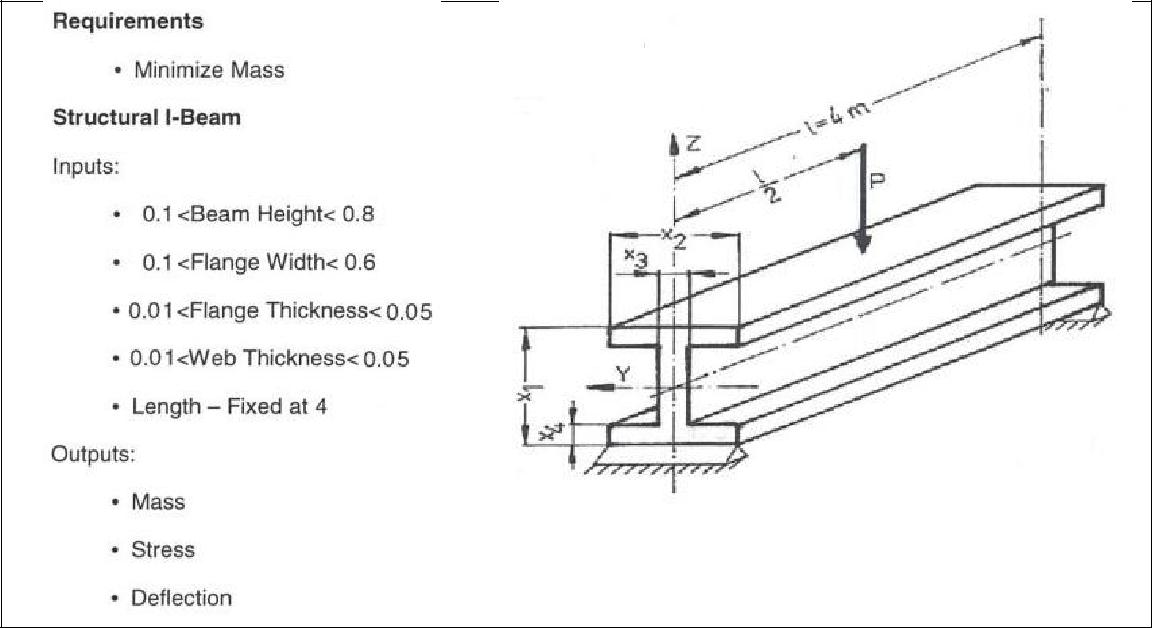 Requirements
• Minimize Mass
Structural I-Beam
Inputs:
• 0.1<Beam Height< 0.8
• 0.1<Flange Width< 0.6
• 0.01<Flange Thickness<0.05
• 0.01<Web Thickness<0.05
• Length – Fixed at 4
Outputs:
• Mass
• Stress
• Deflection
l=4 m
Z
l/2
P
x2
x3
Y
x1
x4